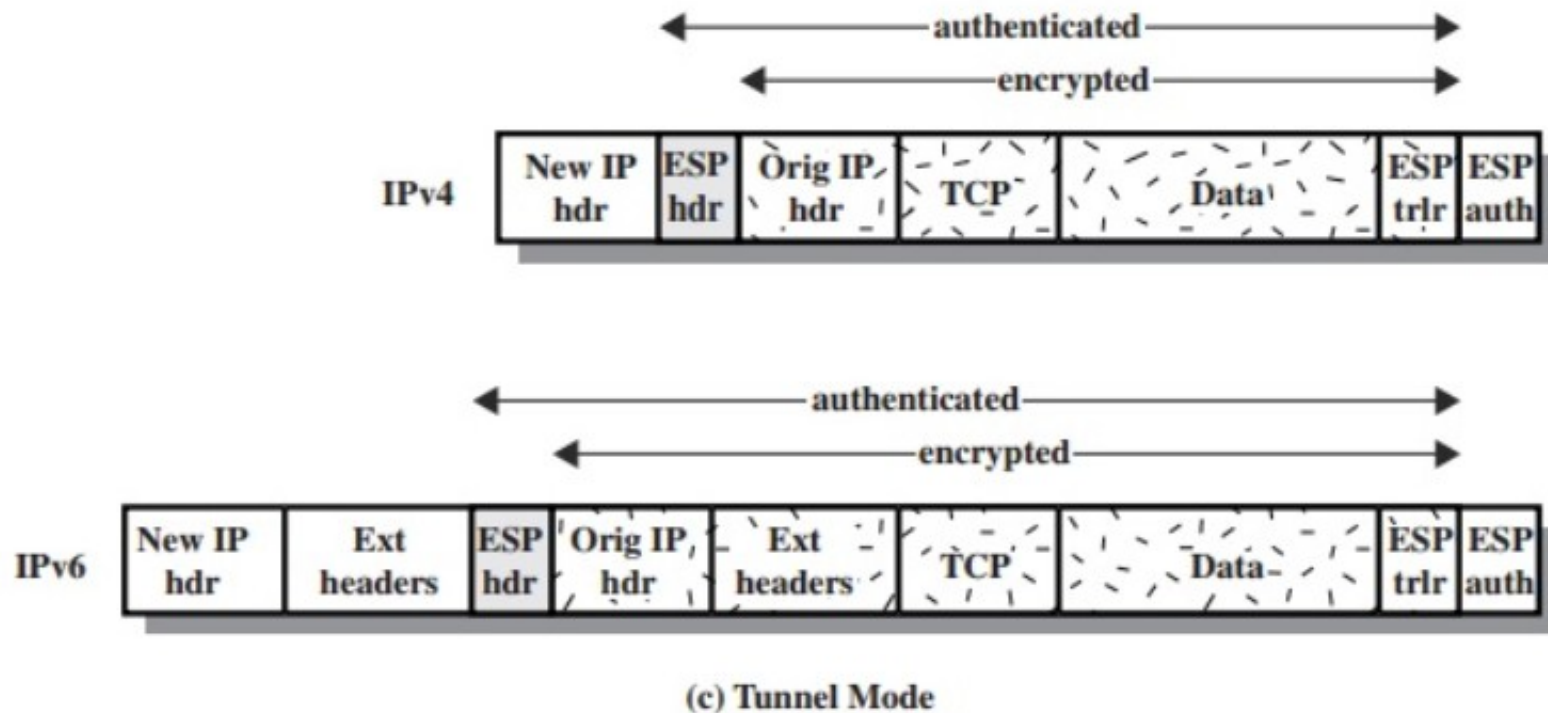 authenticated
encrypted
IPv4
New IP hdr
ESP hdr
Orig IP hdr
TCP
Data
ESP trlr
ESP auth
authenticated
encrypted
IPv6
New IP hdr
Ext headers
ESP hdr
Orig IP hdr
Ext headers
TCP
Data
ESP trlr
ESP auth
(c) Tunnel Mode